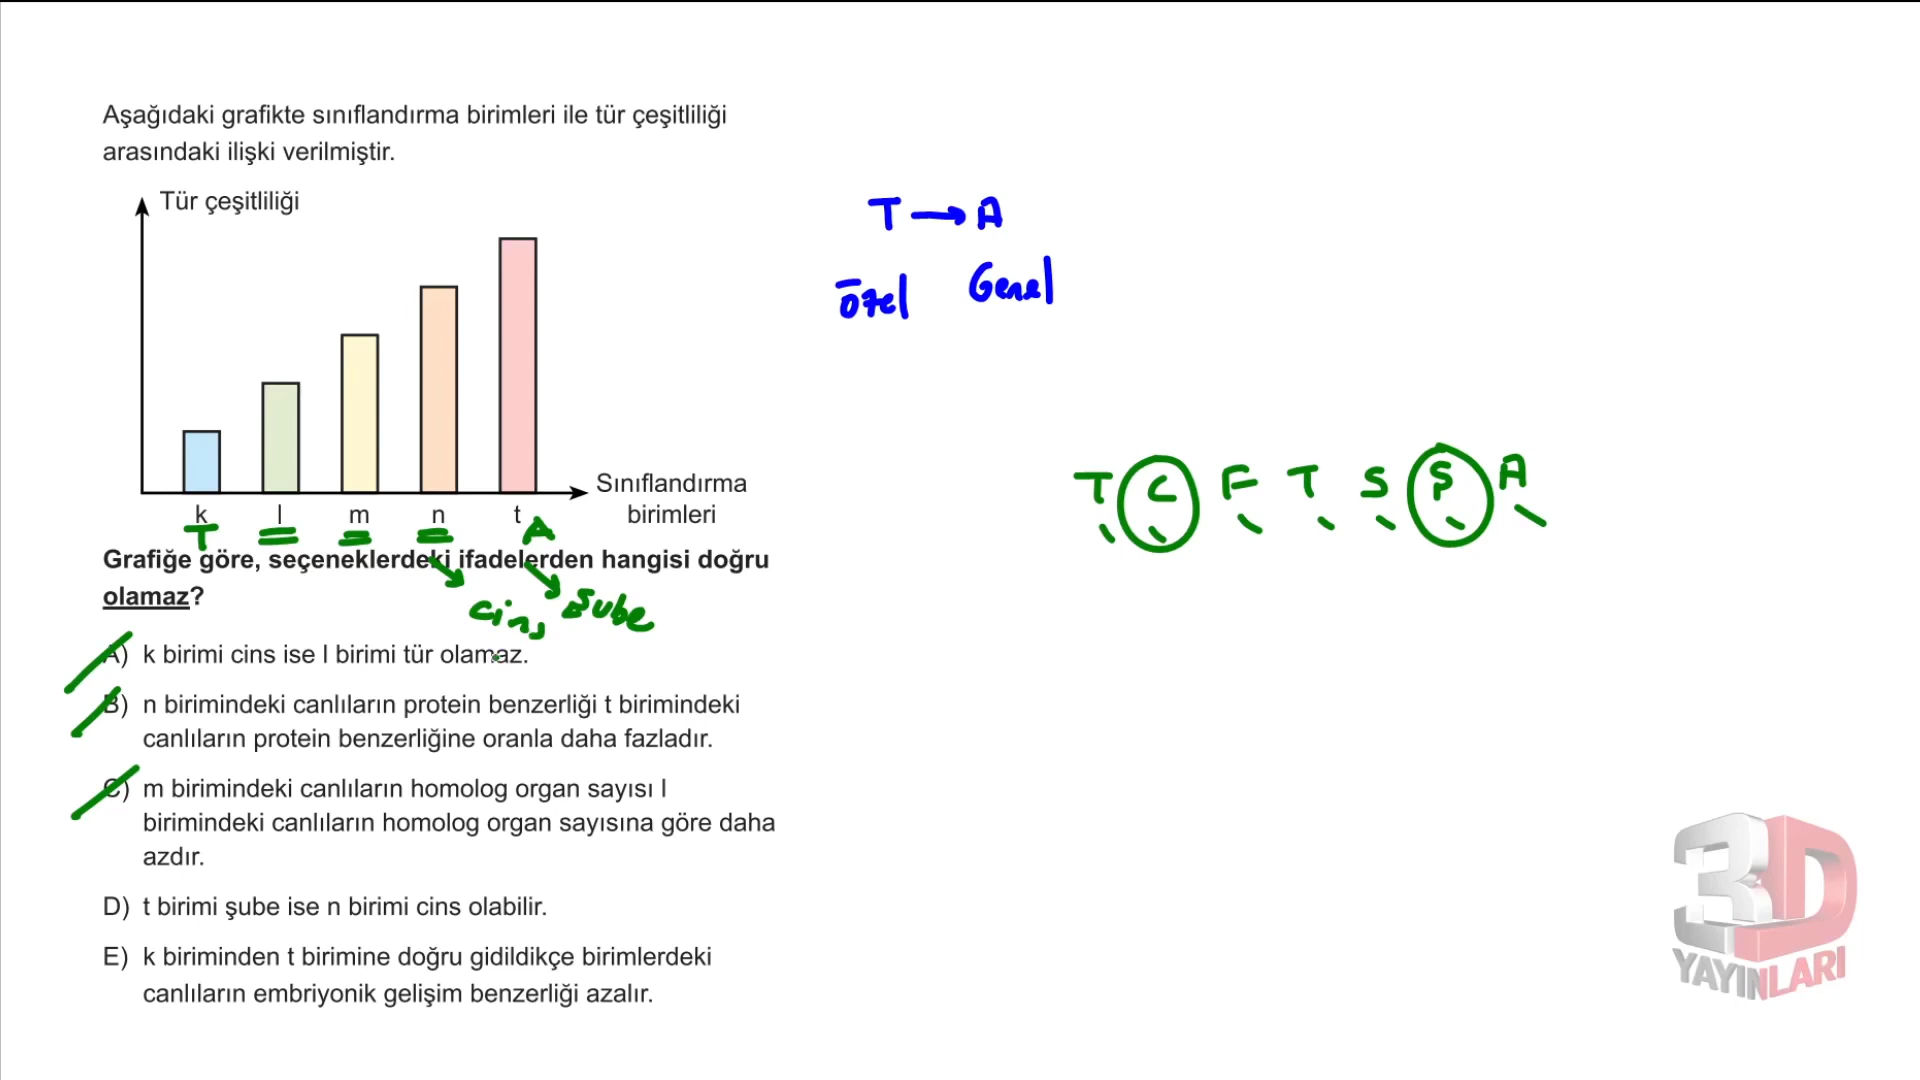 Aşağıdaki grafikte sınıflandırma birimleri ile tür çeşitliliği
arasındaki ilişki verilmiştir.
Tür çeşitliliği
T → A
özel Genel
Sınıflandırma
birimleri
k l m n t
T A
T C F T S Ş A
Grafiğe göre, seçeneklerdeki ifadelerden hangisi doğru
olamaz?
cins Şube
A) k birimi cins ise l birimi tür olamaz.
B) n birimindeki canlıların protein benzerliği t birimindeki
canlıların protein benzerliğine oranla daha fazladır.
C) m birimindeki canlıların homolog organ sayısı l
birimindeki canlıların homolog organ sayısına göre daha
azdır.
D) t birimi şube ise n birimi cins olabilir.
E) k biriminden t birimine doğru gidildikçe birimlerdeki
canlıların embriyonik gelişim benzerliği azalır.
3D
YAYINLARI